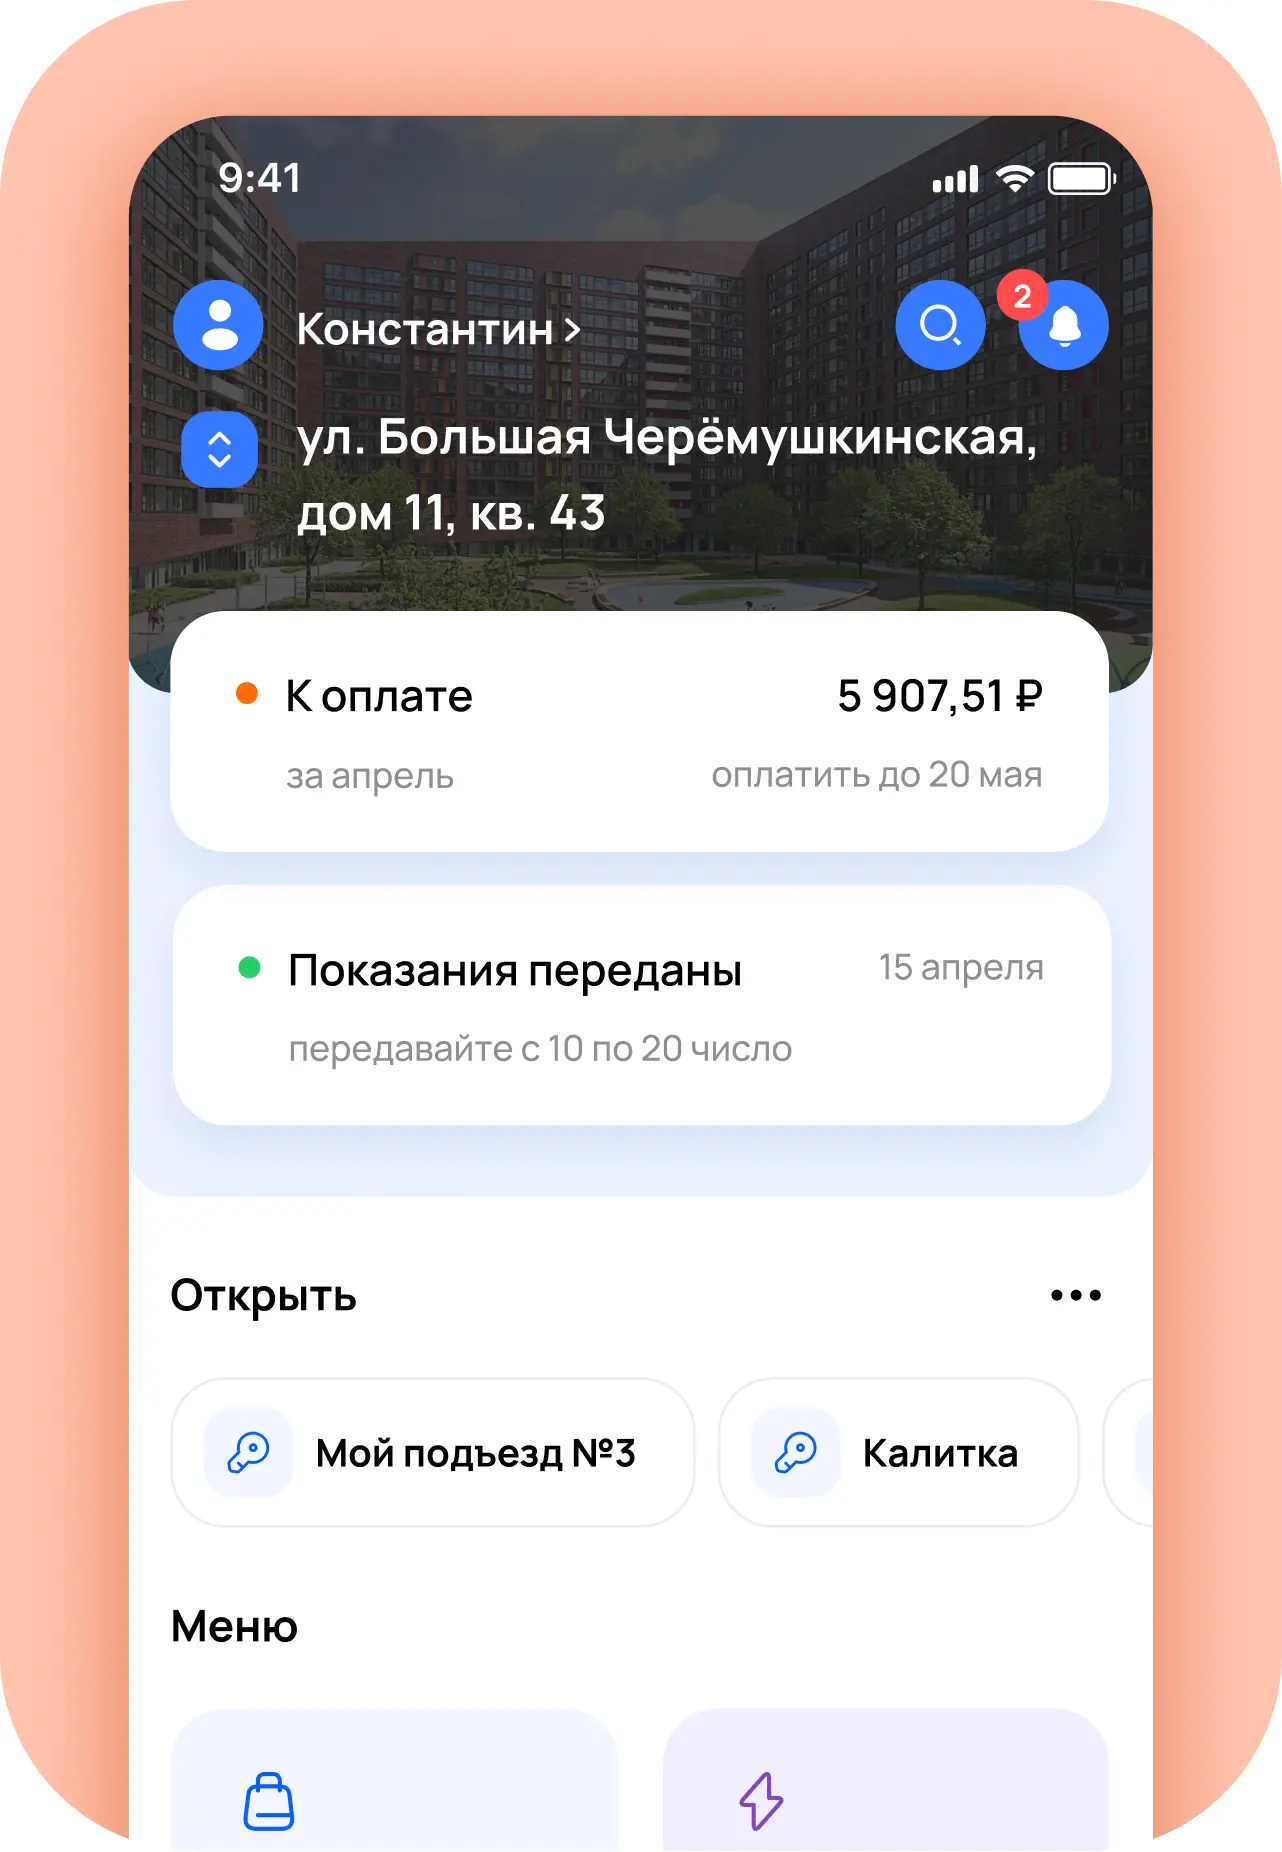 9:41
Константин
2
ул. Большая Черёмушкинская,
дом 11, кв. 43
К оплате
5 907,51 ₽
за апрель
оплатить до 20 мая
Показания переданы
15 апреля
передавайте с 10 по 20 число
Открыть
Мой подъезд №3
Калитка
Меню